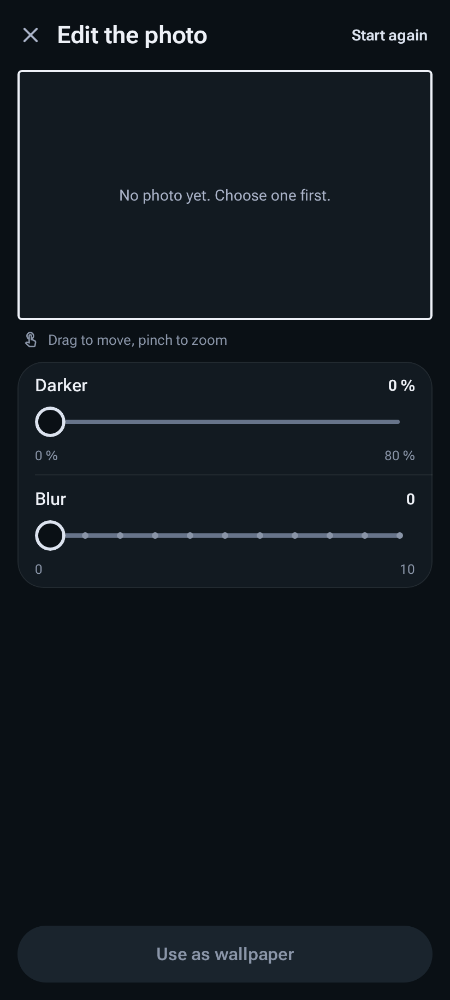 Edit the photo
Start again
No photo yet. Choose one first.
Drag to move, pinch to zoom
Darker
0 %
0 %
80 %
Blur
0
0
10
Use as wallpaper